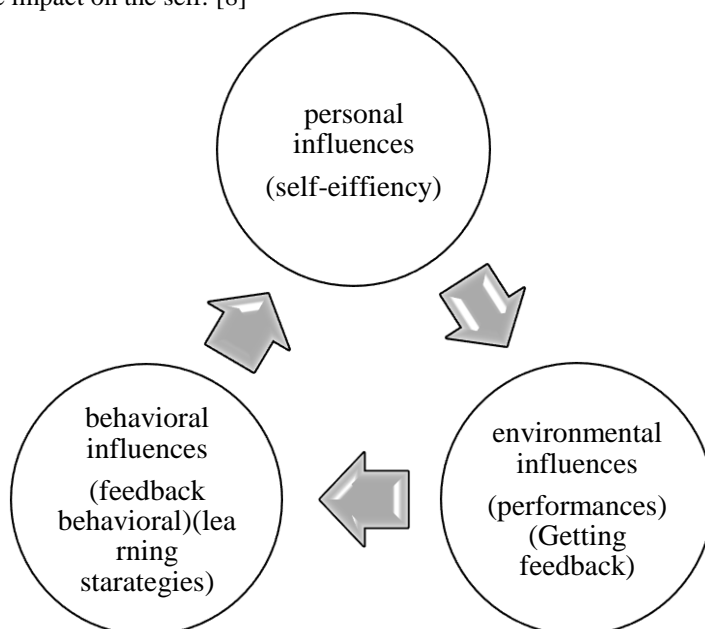 impact on the self. [8]
personal
influences
(self-eiffiency)
behavioral
influences
(feedback
behavioral)(lea
rning
starategies)
environmental
influences
(performances)
(Getting
feedback)